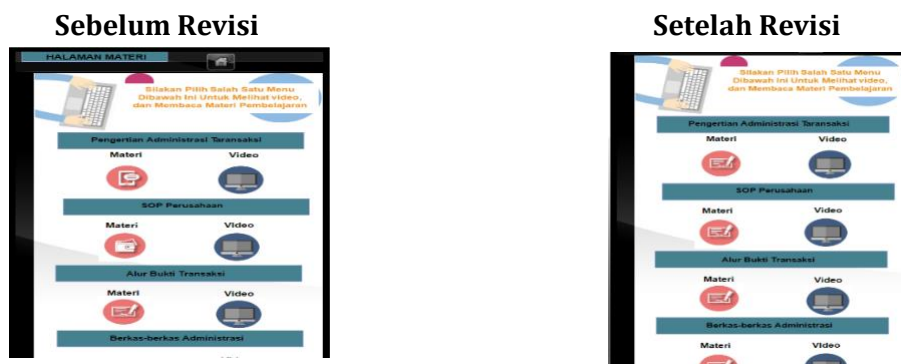 Sebelum Revisi
HALAMAN MATERI
Silakan Pilih Salah Satu Menu
Dibawah Ini Untuk Melihat video,
dan Membaca Materi Pembelajaran
Pengertian Administrasi Taransaksi
Materi Video
SOP Perusahaan
Materi Video
Alur Bukti Transaksi
Materi Video
Berkas-berkas Administrasi
Setelah Revisi
Silakan Pilih Salah Satu Menu
Dibawah Ini Untuk Melihat video,
dan Membaca Materi Pembelajaran
Pengertian Administrasi Taransaksi
Materi Video
SOP Perusahaan
Materi Video
Alur Bukti Transaksi
Materi Video
Berkas-berkas Administrasi
Materi Video